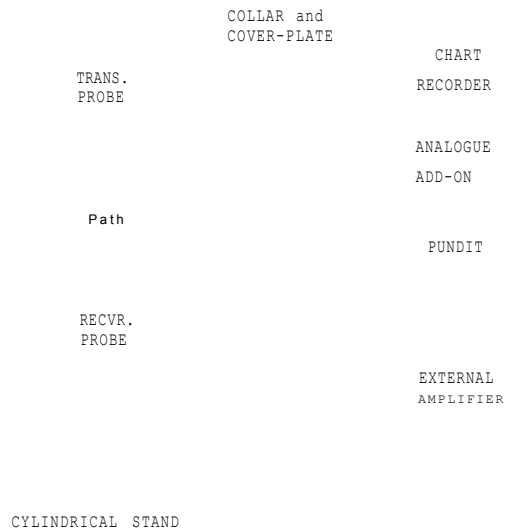 COLLAR and
COVER-PLATE
CHART
RECORDER
TRANS.
PROBE
ANALOGUE
ADD-ON
Path
PUNDIT
RECVR.
PROBE
EXTERNAL
AMPLIFIER
CYLINDRICAL STAND